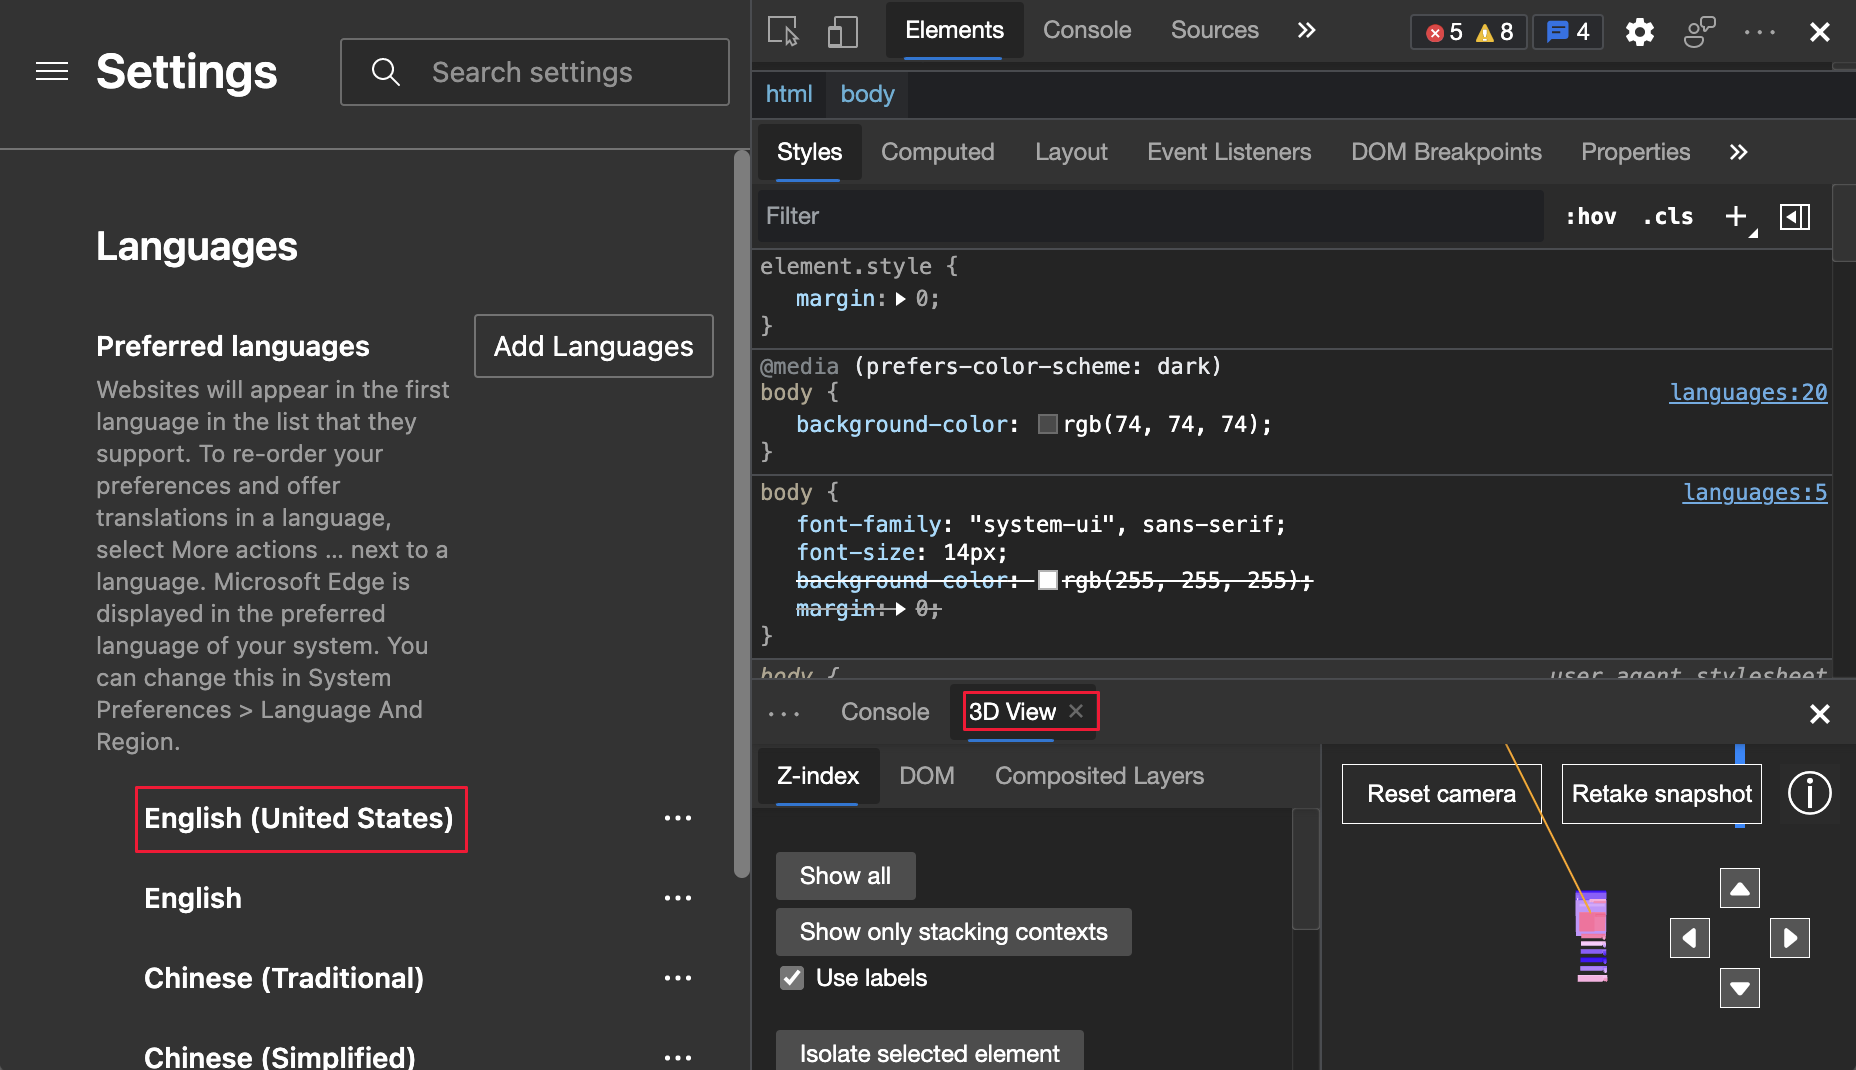 Settings
Search settings
Languages
Preferred languages
Add Languages
Websites will appear in the first
language in the list that they
support. To re-order your
preferences and offer
translations in a language,
select More actions ... next to a
language. Microsoft Edge is
displayed in the preferred
language of your system. You
can change this in System
Preferences > Language And
Region.
English (United States)
English
Chinese (Traditional)
Chinese (Simplified)
Elements Console Sources
5 8 4
html body
Styles Computed Layout Event Listeners DOM Breakpoints Properties
Filter :hov .cls
element.style {
margin: 0;
}
@media (prefers-color-scheme: dark)
body { languages:20
background-color: rgb(74, 74, 74);
}
body { languages:5
font-family: "system-ui", sans-serif;
font-size: 14px;
background-color: rgb(255, 255, 255);
margin: 0;
}
body { user agent stylesheet
Console 3D View
Z-index DOM Composited Layers
Reset camera Retake snapshot
Show all
Show only stacking contexts
Use labels
Isolate selected element